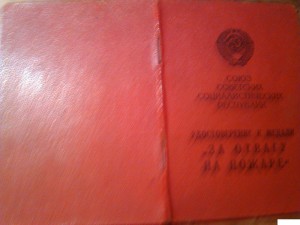 СОЮЗ
СОВЕТСКИХ
СОЦИАЛИСТИЧЕСКИХ
РЕСПУБЛИК
УДОСТОВЕРЕНИЕ К МЕДАЛИ
„ЗА ОТВАГУ
НА ПОЖАРЕ"